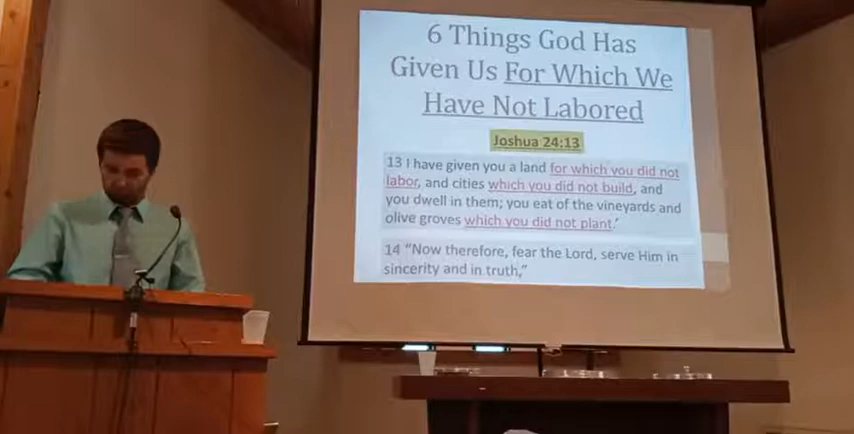 6 Things God Has
Given Us For Which We
Have Not Labored
Joshua 24:13
13 I have given you a land for which you did not
labor, and cities which you did not build, and
you dwell in them; you eat of the vineyards and
olive groves which you did not plant.’
14 “Now therefore, fear the Lord, serve Him in
sincerity and in truth,”